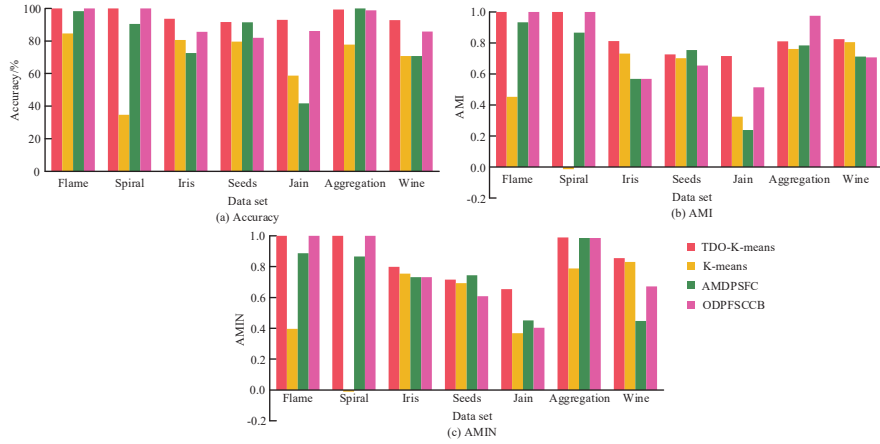 100
80
60
40
20
0
Accuracy/%
Flame Spiral Iris Seeds Jain Aggregation Wine
Data set
(a) Accuracy
1.0
0.8
0.6
0.4
0.2
0.0
-0.2
AMI
Flame Spiral Iris Seeds Jain Aggregation Wine
Data set
(b) AMI
1.0
0.8
0.6
0.4
0.2
0.0
-0.2
AMIN
Flame Spiral Iris Seeds Jain Aggregation Wine
Data set
(c) AMIN
TDO-K-means
K-means
AMDPSFC
ODPFSCCB